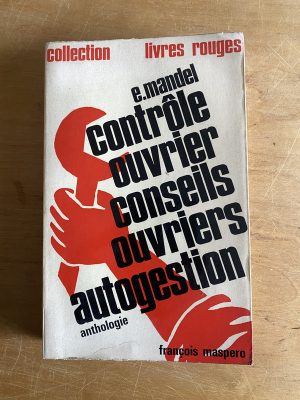 collection livres rouges
e.mandel
contrôle
ouvrier
conseils
ouvriers
autogestion
anthologie
françois maspero